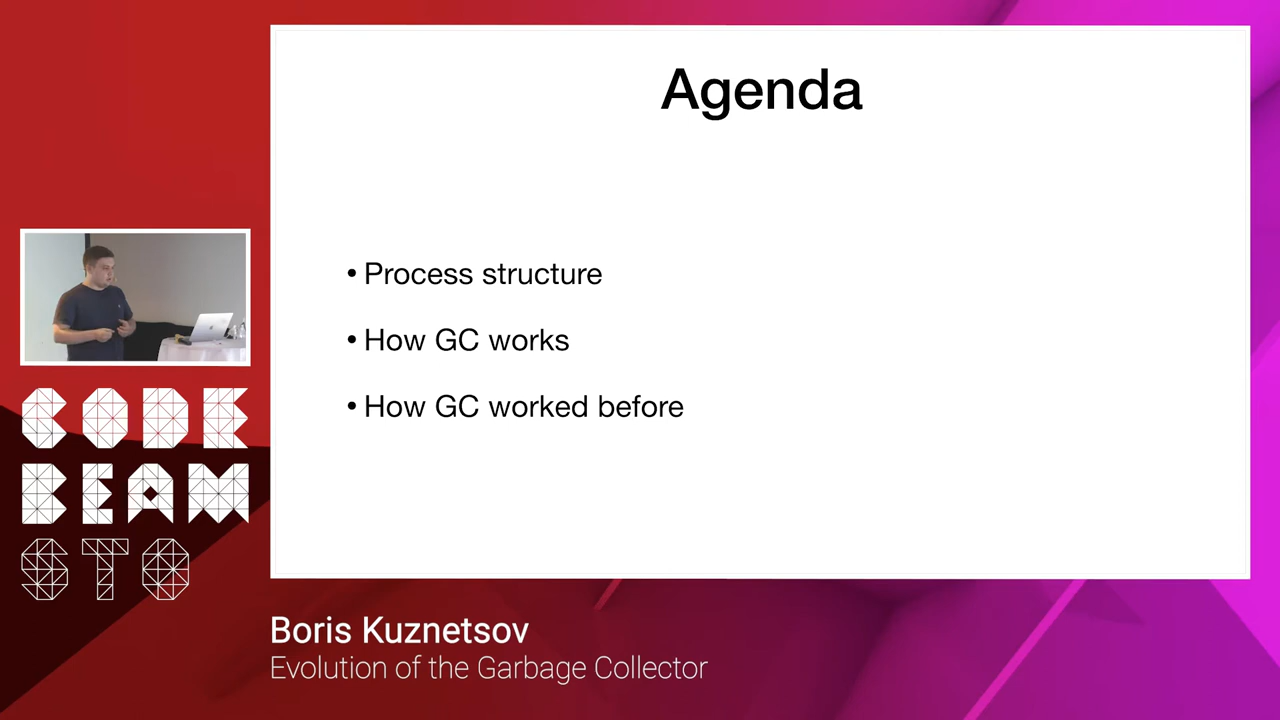 Agenda
• Process structure
• How GC works
• How GC worked before
CODE
BEAM
STO
Boris Kuznetsov
Evolution of the Garbage Collector